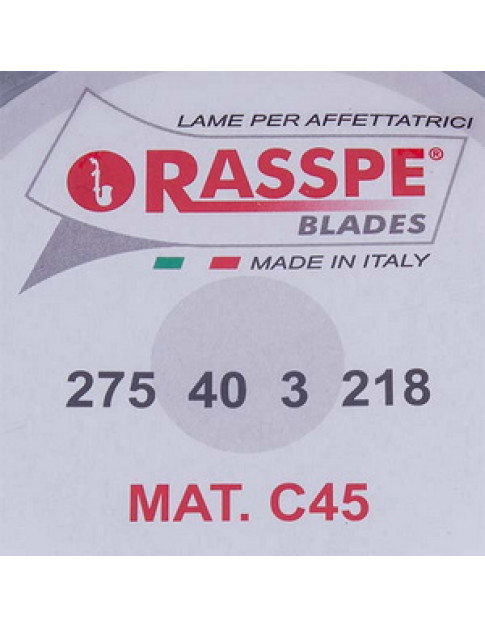 LAME PER AFFETTATRICI
RASSPE®
BLADES
MADE IN ITALY
275 40 3 218
MAT. C45